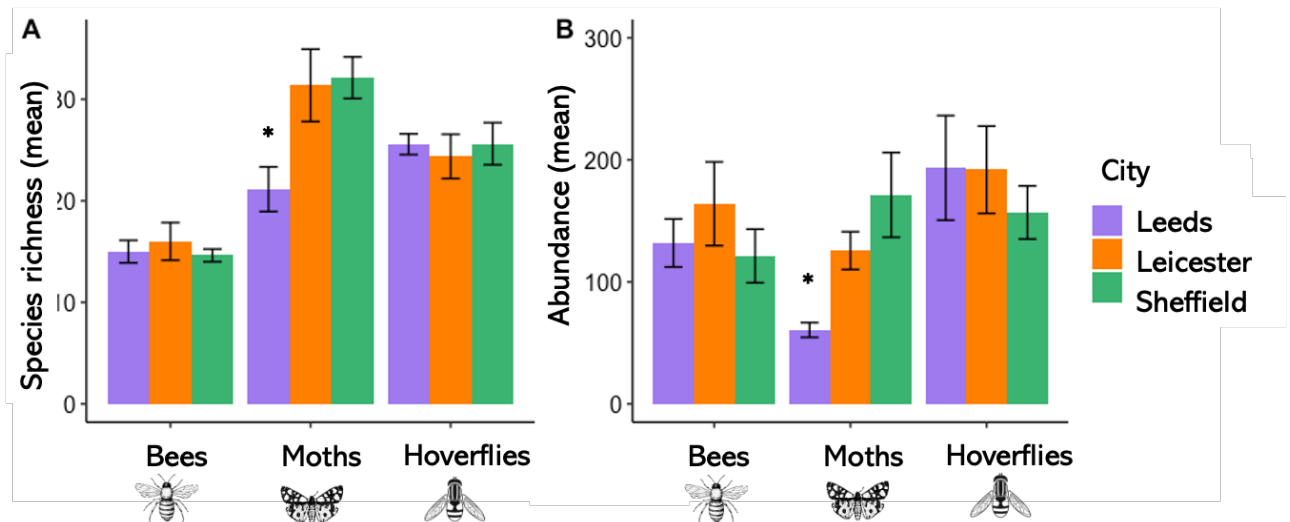 A
Species richness (mean)
30
20
10
0
*
Bees
Moths
Hoverflies
B
Abundance (mean)
300
200
100
0
*
Bees
Moths
Hoverflies
City
Leeds
Leicester
Sheffield